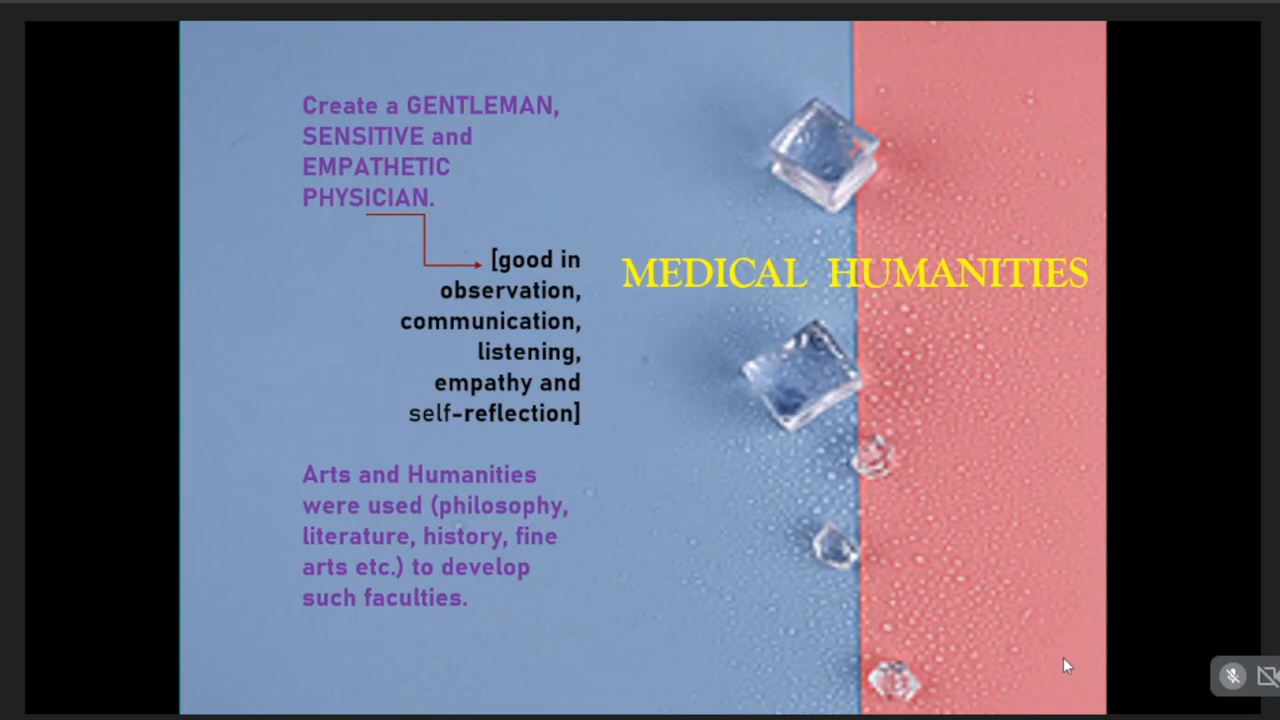 Create a GENTLEMAN,
SENSITIVE and
EMPATHETIC
PHYSICIAN.
[good in
observation,
communication,
listening,
empathy and
self-reflection]
Arts and Humanities
were used (philosophy,
literature, history, fine
arts etc.) to develop
such faculties.
MEDICAL HUMANITIES